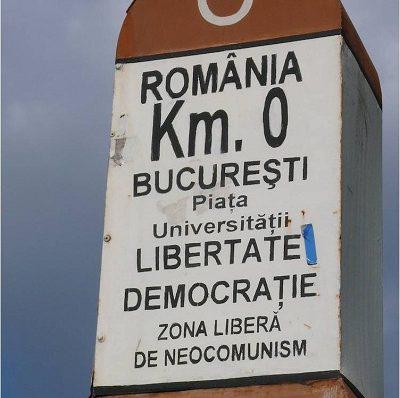 ROMÂNIA
Km. 0
BUCUREŞTI
Piaţa
Universităţii
LIBERTATE
DEMOCRAŢIE
ZONA LIBERĂ
DE NEOCOMUNISM